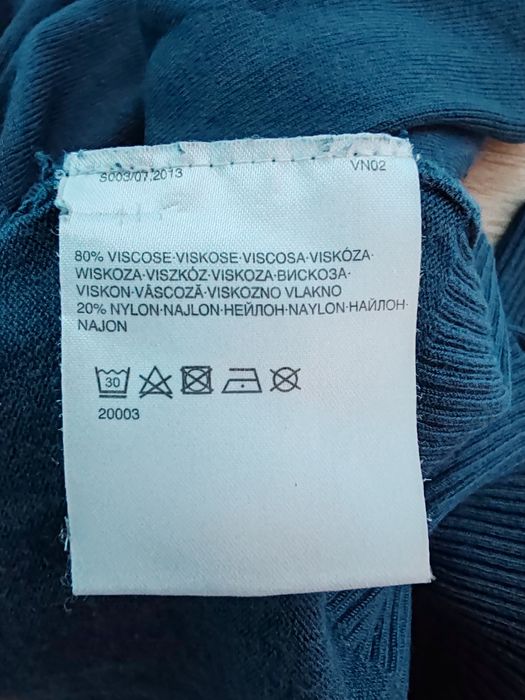 S003/07.2013 VN02
80% VISCOSE·VISKOSE·VISCOSA·VISKÓZA·
WISKOZA·VISZKÓZ·VISKOZA·ВИСКОЗА·
VISKON·VÂSCOZĂ·VISKOZNO VLAKNO
20% NYLON·NAJLON·НЕЙЛОН·NAYLON·НАЙЛОН·
NAJON
30
20003